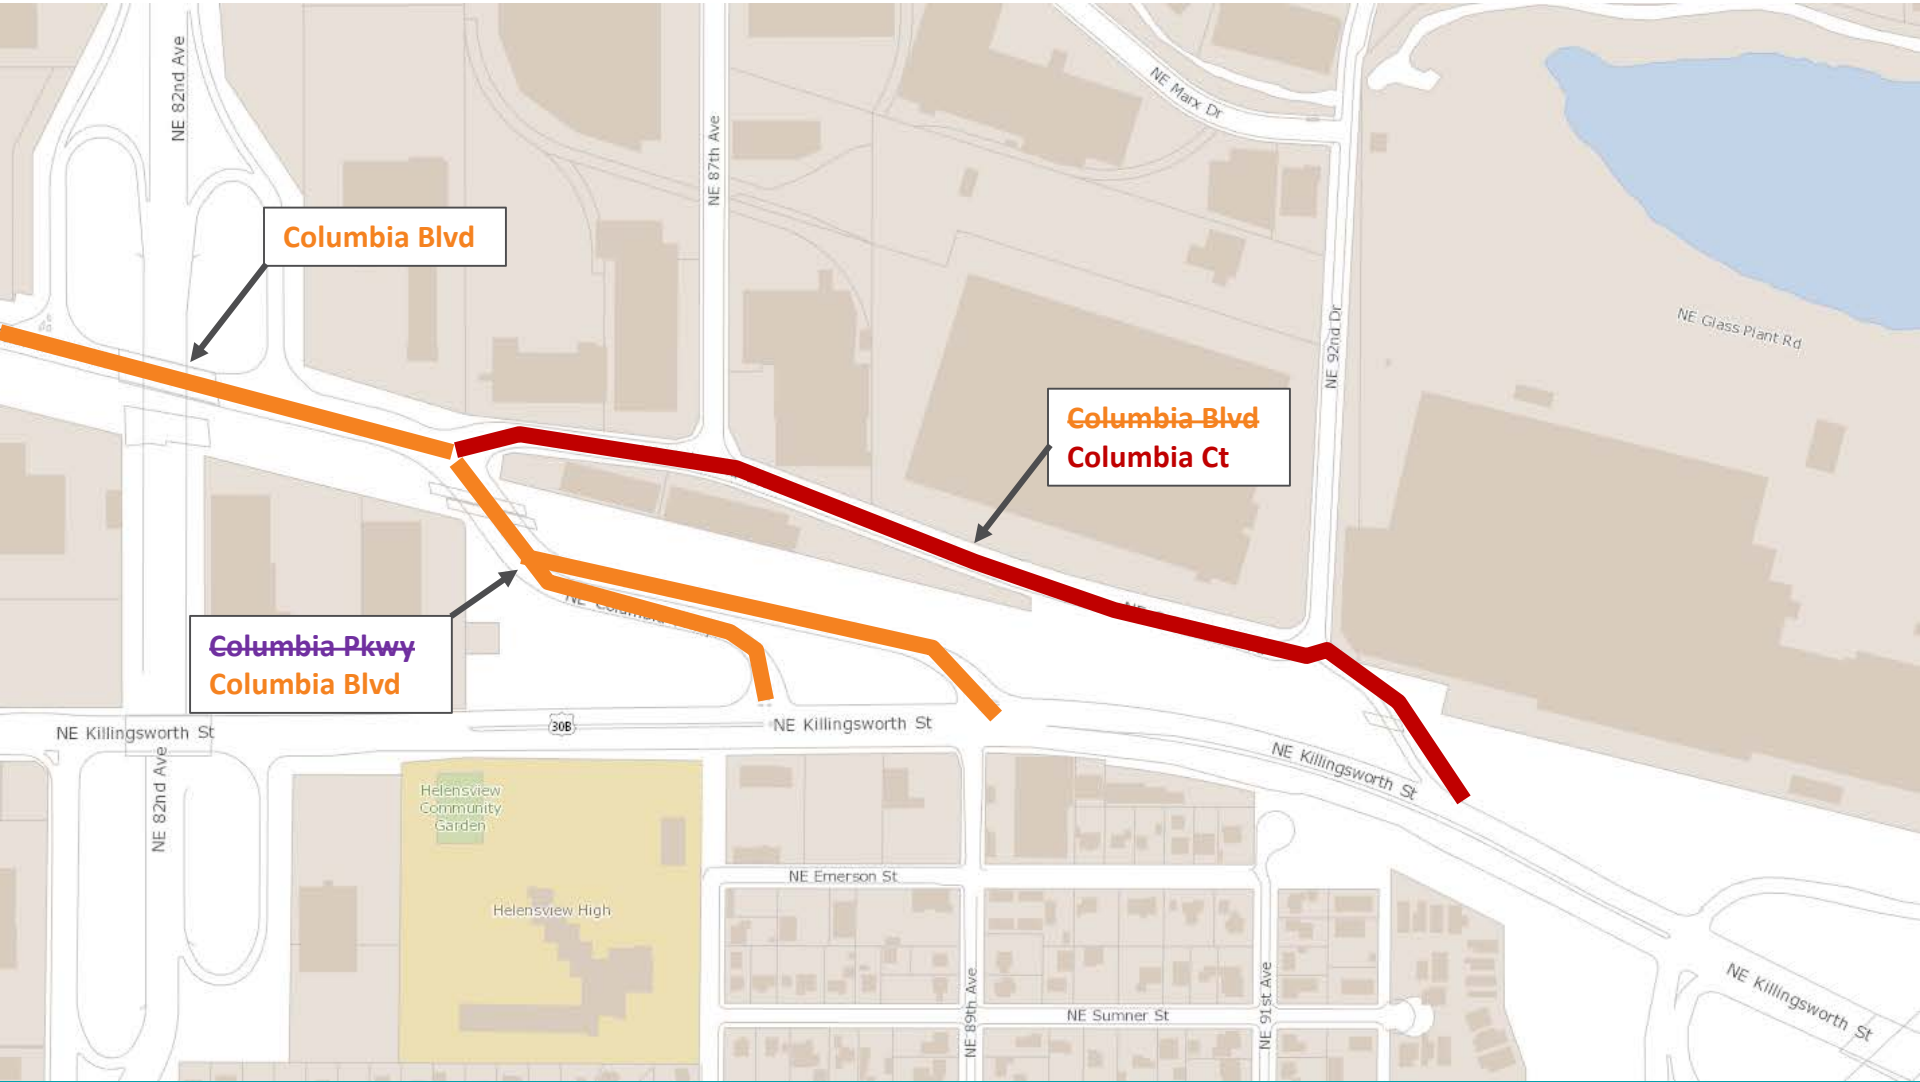 NE 82nd Ave
NE 87th Ave
NE Marx Dr
Columbia Blvd
NE Glass Plant Rd
NE 92nd Dr
Columbia Blvd
Columbia Ct
Columbia Pkwy
Columbia Blvd
NE Killingsworth St
30B
NE Killingsworth St
NE Killingsworth St
NE 82nd Ave
Helensview
Community
Garden
NE Emerson St
Helensview High
NE 89th Ave
NE 91st Ave
NE Sumner St
NE Killingsworth St